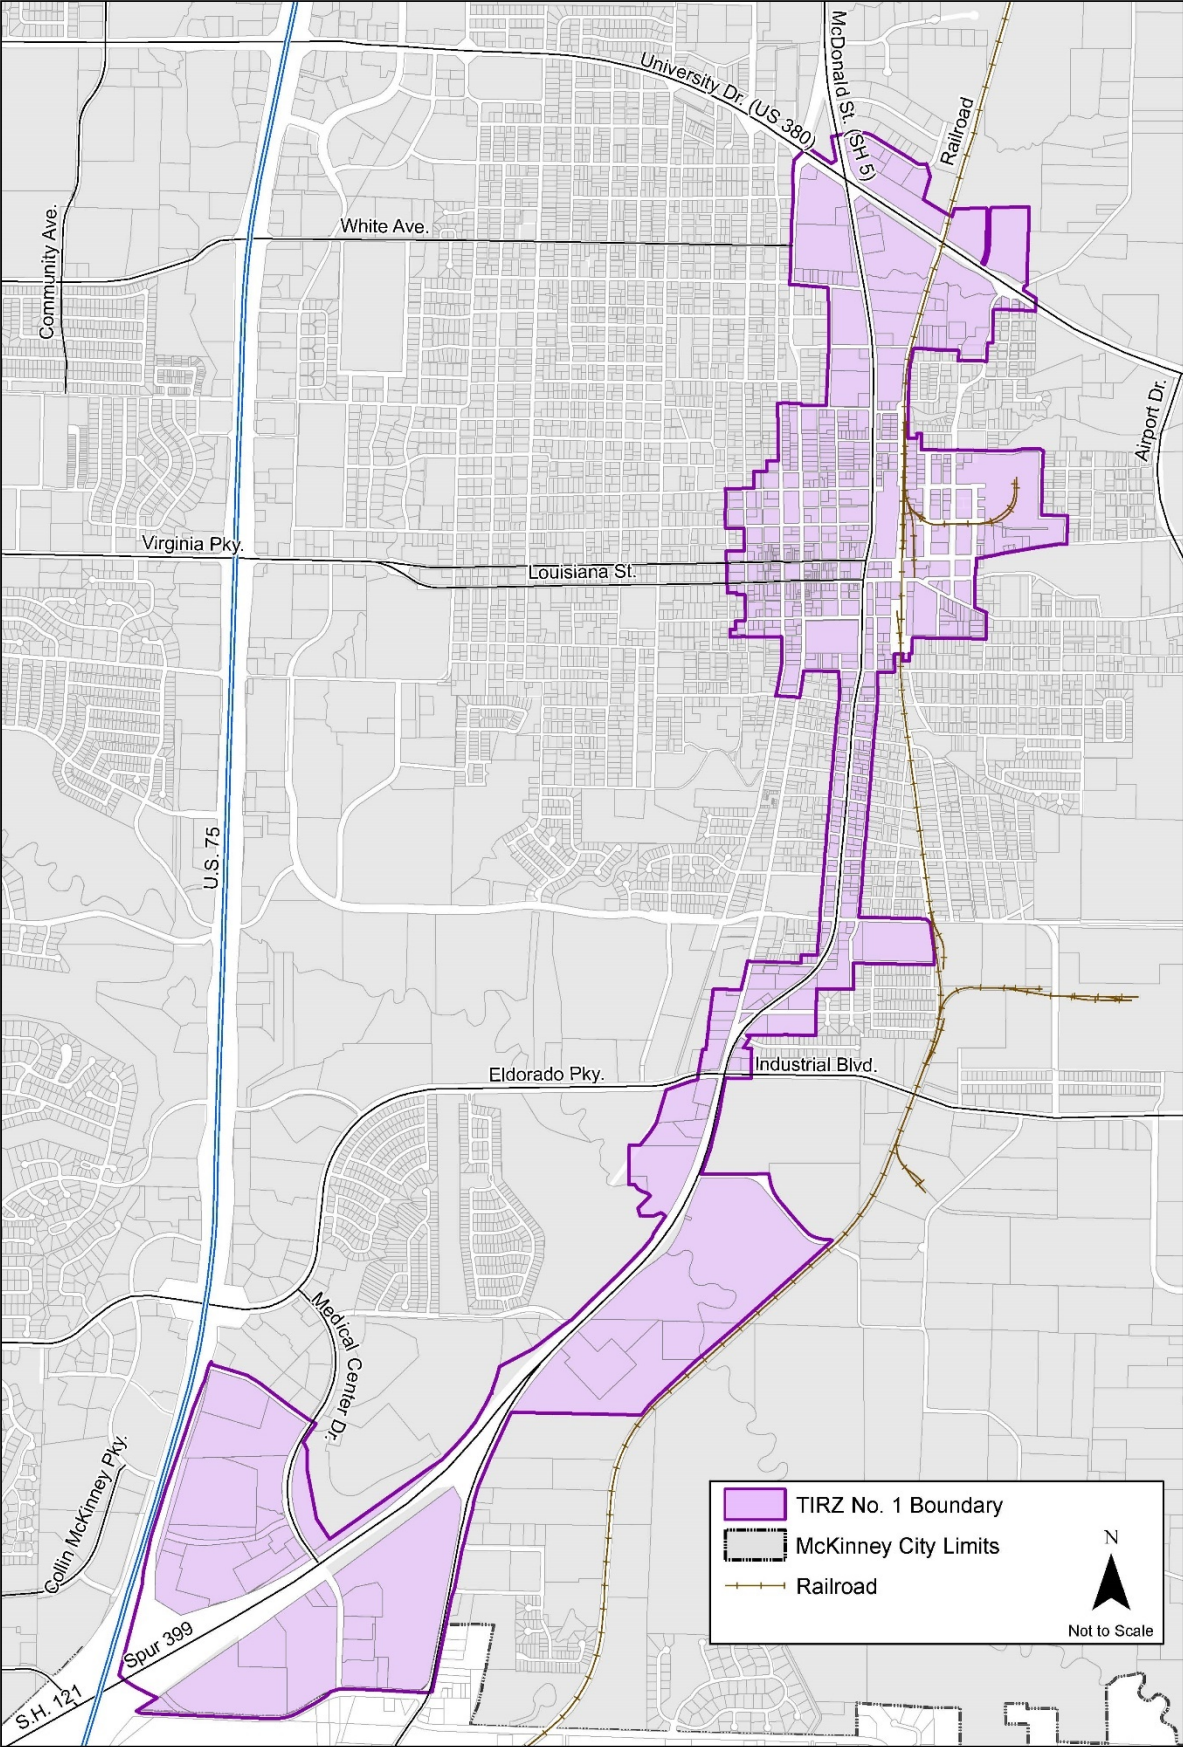 University Dr. (US 380)
McDonald St. (SH 5)
Railroad
Community Ave.
White Ave.
Airport Dr.
Virginia Pky.
Louisiana St.
U.S. 75
Eldorado Pky.
Industrial Blvd.
Medical Center Dr.
Collin McKinney Pky.
Spur 399
S.H. 121
TIRZ No. 1 Boundary
McKinney City Limits
Railroad
N
Not to Scale